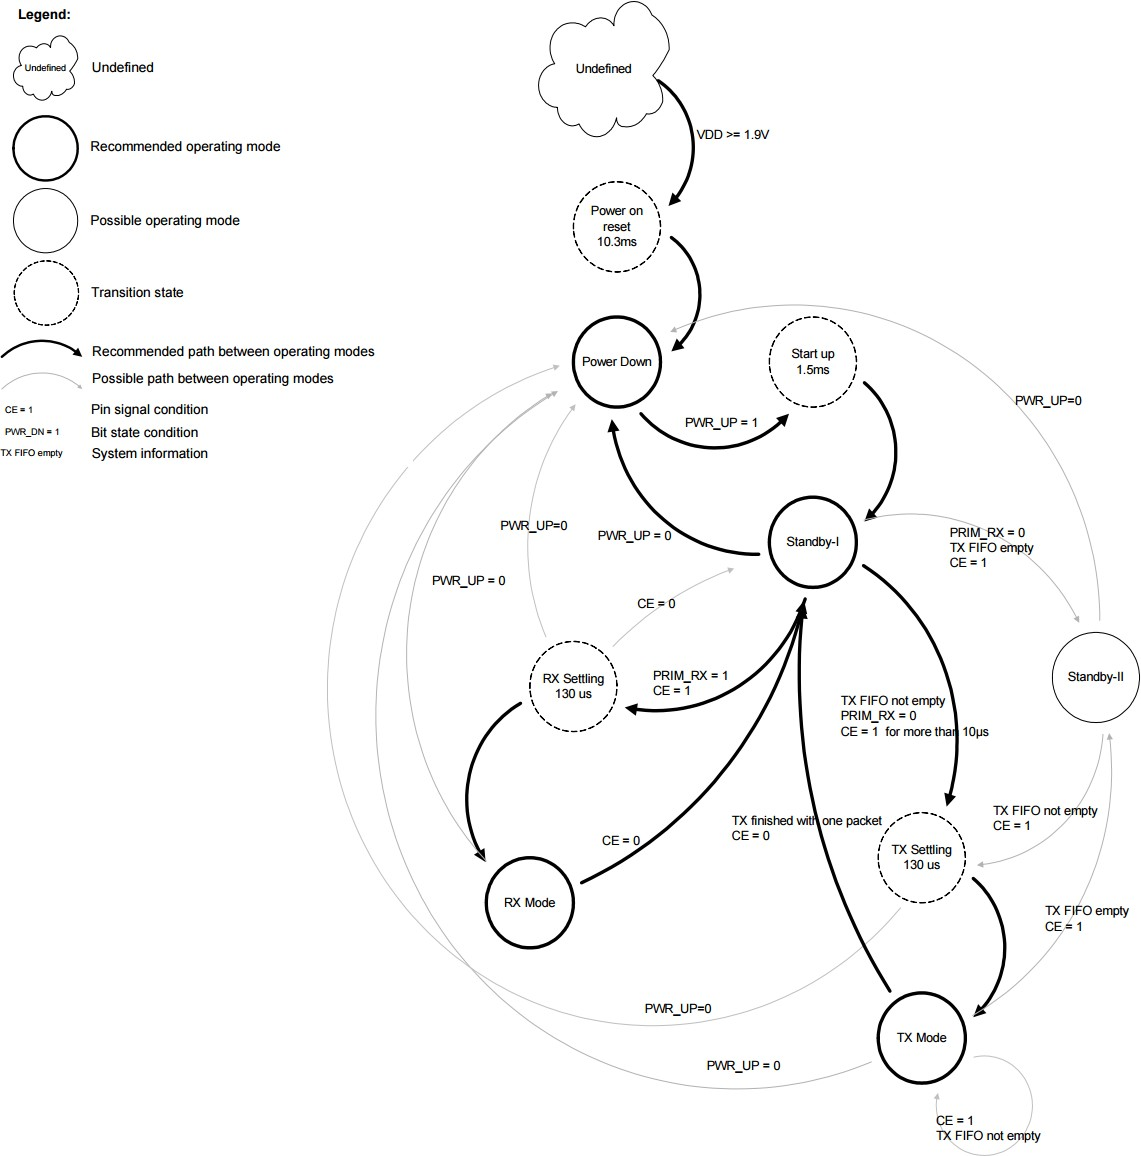 Legend:
Undefined
Undefined
Recommended operating mode
Possible operating mode
Transition state
Recommended path between operating modes
Possible path between operating modes
CE = 1
Pin signal condition
PWR_DN = 1
Bit state condition
TX FIFO empty
System information
Undefined
VDD >= 1.9V
Power on
reset
10.3ms
Power Down
Start up
1.5ms
PWR_UP=0
PWR_UP = 1
PWR_UP=0
PWR_UP = 0
Standby-I
PRIM_RX = 0
TX FIFO empty
CE = 1
PWR_UP = 0
CE = 0
RX Settling
130 us
PRIM_RX = 1
CE = 1
Standby-II
TX FIFO not empty
PRIM_RX = 0
CE = 1 for more than 10µs
TX FIFO not empty
CE = 1
TX finished with one packet
CE = 0
CE = 0
TX Settling
130 us
RX Mode
TX FIFO empty
CE = 1
PWR_UP=0
TX Mode
PWR_UP = 0
CE = 1
TX FIFO not empty